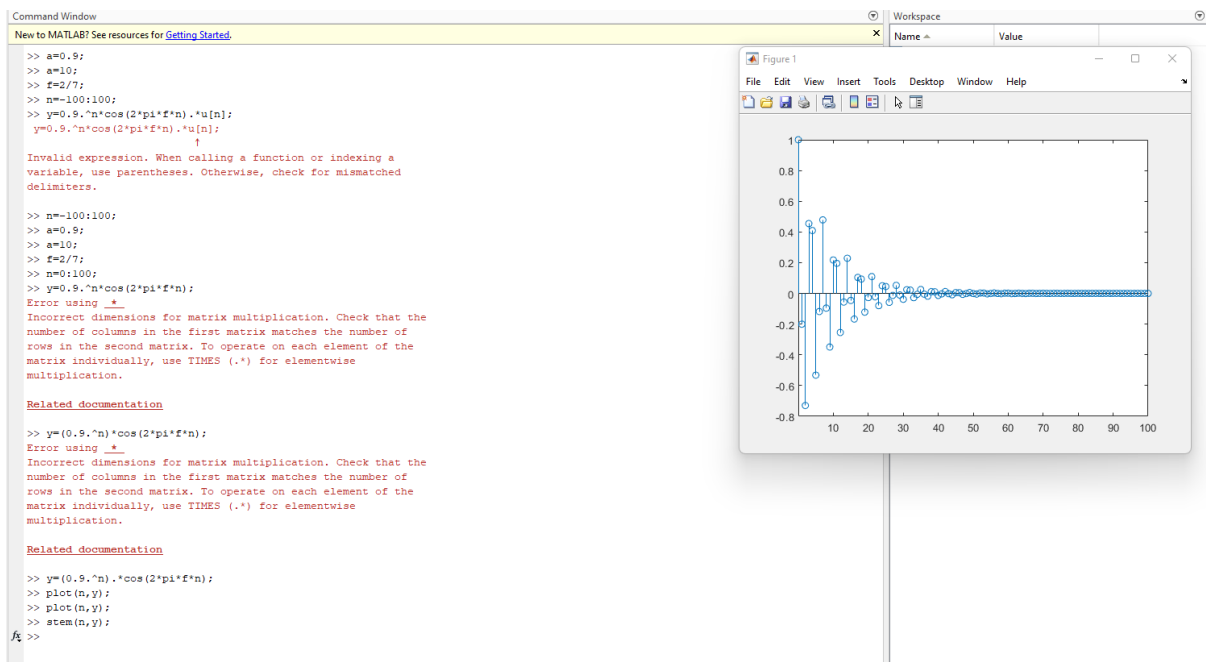 Command Window
New to MATLAB? See resources for Getting Started.
>> a=0.9;
>> a=10;
>> f=2/7;
>> n=-100:100;
>> y=0.9.^n*cos(2*pi*f*n).*u[n];
y=0.9.^n*cos(2*pi*f*n).*u[n];
↑
Invalid expression. When calling a function or indexing a
variable, use parentheses. Otherwise, check for mismatched
delimiters.
>> n=-100:100;
>> a=0.9;
>> a=10;
>> f=2/7;
>> n=0:100;
>> y=0.9.^n*cos(2*pi*f*n);
Error using  * 
Incorrect dimensions for matrix multiplication. Check that the
number of columns in the first matrix matches the number of
rows in the second matrix. To operate on each element of the
matrix individually, use TIMES (.*) for elementwise
multiplication.
Related documentation
>> y=(0.9.^n)*cos(2*pi*f*n);
Error using  * 
Incorrect dimensions for matrix multiplication. Check that the
number of columns in the first matrix matches the number of
rows in the second matrix. To operate on each element of the
matrix individually, use TIMES (.*) for elementwise
multiplication.
Related documentation
>> y=(0.9.^n).*cos(2*pi*f*n);
>> plot(n,y);
>> plot(n,y);
>> stem(n,y);
fx >>
Workspace
Name Value
Figure 1
File Edit View Insert Tools Desktop Window Help
1
0.8
0.6
0.4
0.2
0
-0.2
-0.4
-0.6
-0.8
10 20 30 40 50 60 70 80 90 100